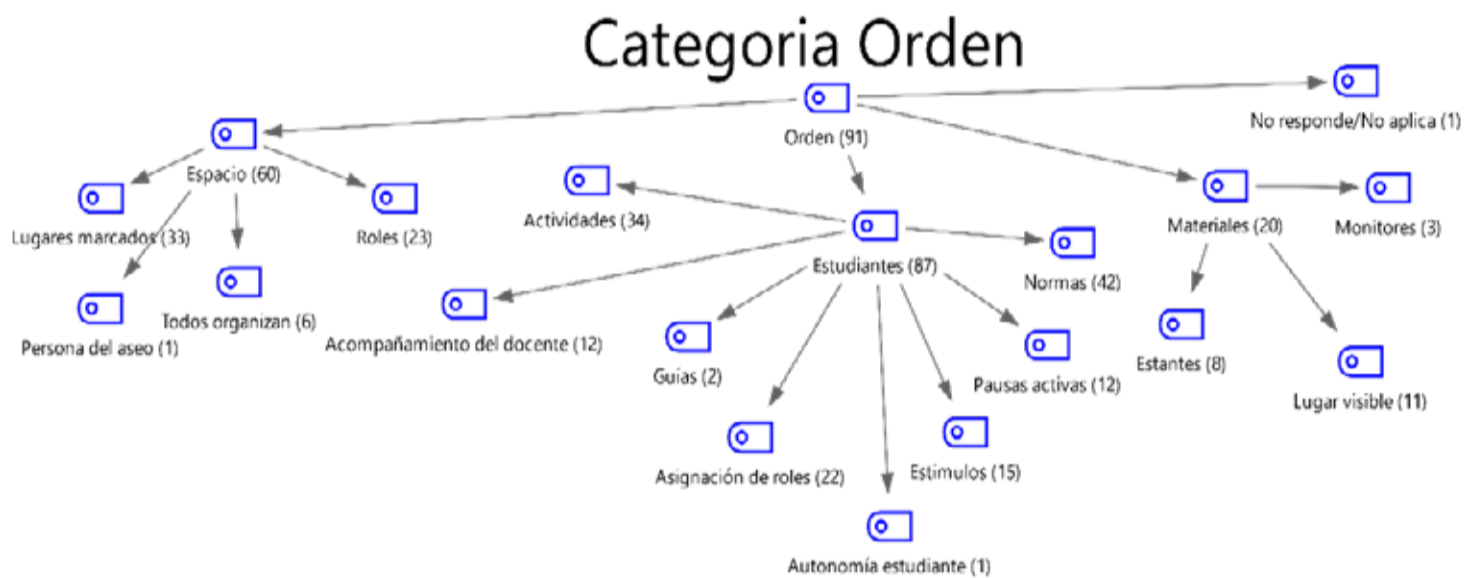 Categoria Orden
No responde/No aplica (1)
Orden (91)
Espacio (60)
Actividades (34)
Materiales (20)
Monitores (3)
Lugares marcados (33)
Roles (23)
Estudiantes (87)
Normas (42)
Todos organizan (6)
Persona del aseo (1)
Acompañamiento del docente (12)
Guias (2)
Pausas activas (12)
Estantes (8)
Lugar visible (11)
Asignación de roles (22)
Estimulos (15)
Autonomía estudiante (1)